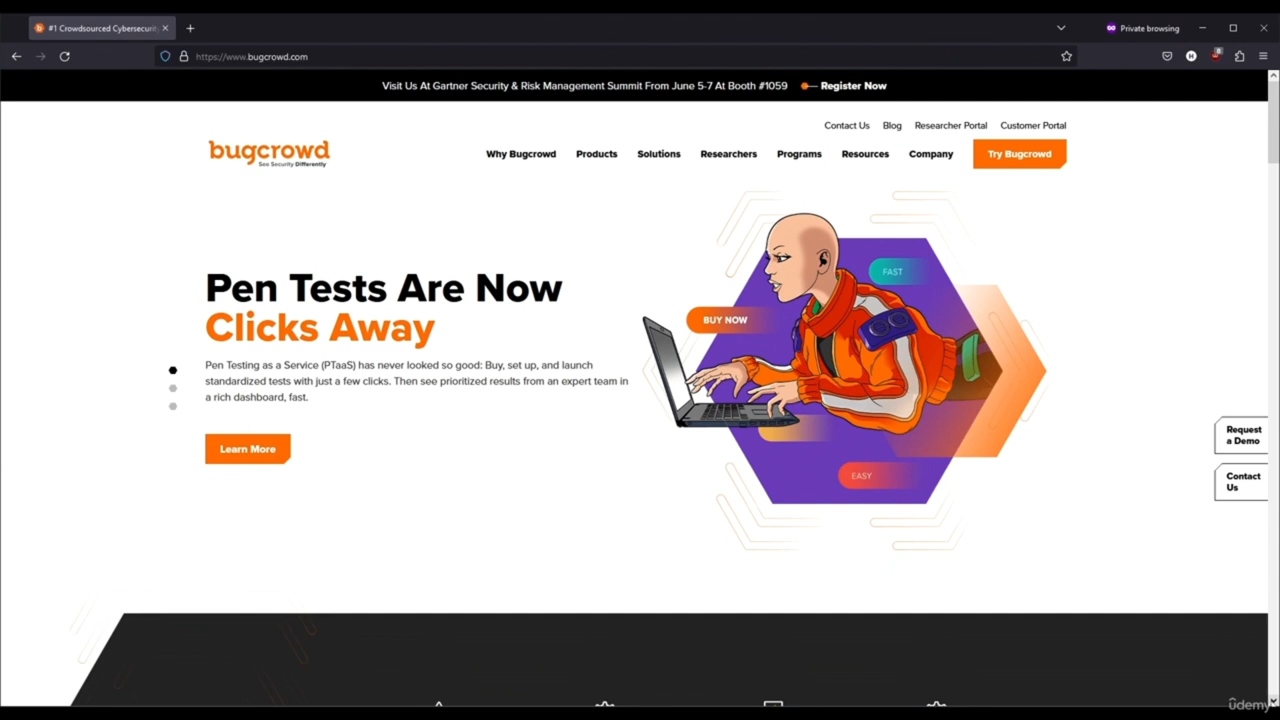 #1 Crowdsourced Cybersecurity
Private browsing
https://www.bugcrowd.com
Visit Us At Gartner Security & Risk Management Summit From June 5-7 At Booth #1059
Register Now
Contact Us
Blog
Researcher Portal
Customer Portal
bugcrowd
See Security Differently
Why Bugcrowd
Products
Solutions
Researchers
Programs
Resources
Company
Try Bugcrowd
Pen Tests Are Now
Clicks Away
Pen Testing as a Service (PTaaS) has never looked so good: Buy, set up, and launch
standardized tests with just a few clicks. Then see prioritized results from an expert team in
a rich dashboard, fast.
Learn More
FAST
BUY NOW
EASY
Request
a Demo
Contact
Us
udemy